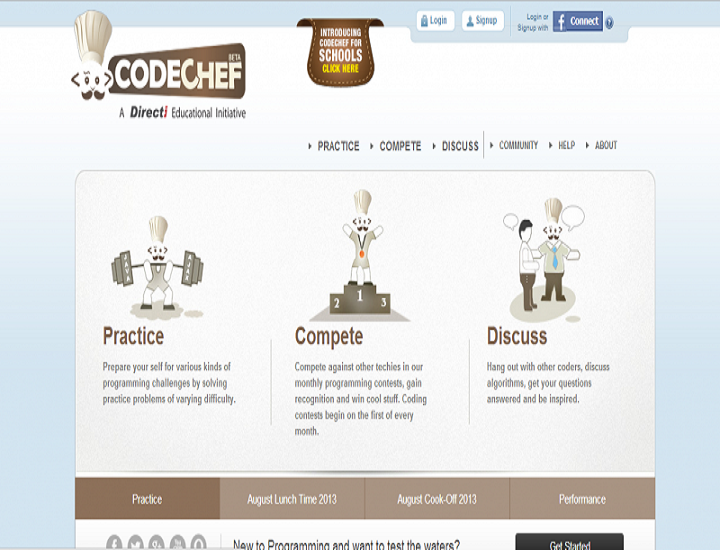 Login
Signup
Login or
Signup with
f Connect
?
INTRODUCING
CODECHEF FOR
SCHOOLS
CLICK HERE
BETA
CODECHEF
A Directi Educational Initiative
PRACTICE
COMPETE
DISCUSS
COMMUNITY
HELP
ABOUT
2 1 3
Practice
Prepare your self for various kinds of
programming challenges by solving
practice problems of varying difficulty.
Compete
Compete against other techies in our
monthly programming contests, gain
recognition and win cool stuff. Coding
contests begin on the first of every
month.
Discuss
Hang out with other coders, discuss
algorithms, get your questions
answered and be inspired.
Practice
August Lunch Time 2013
August Cook-Off 2013
Performance
New to Programming and want to test the waters?
Get Started